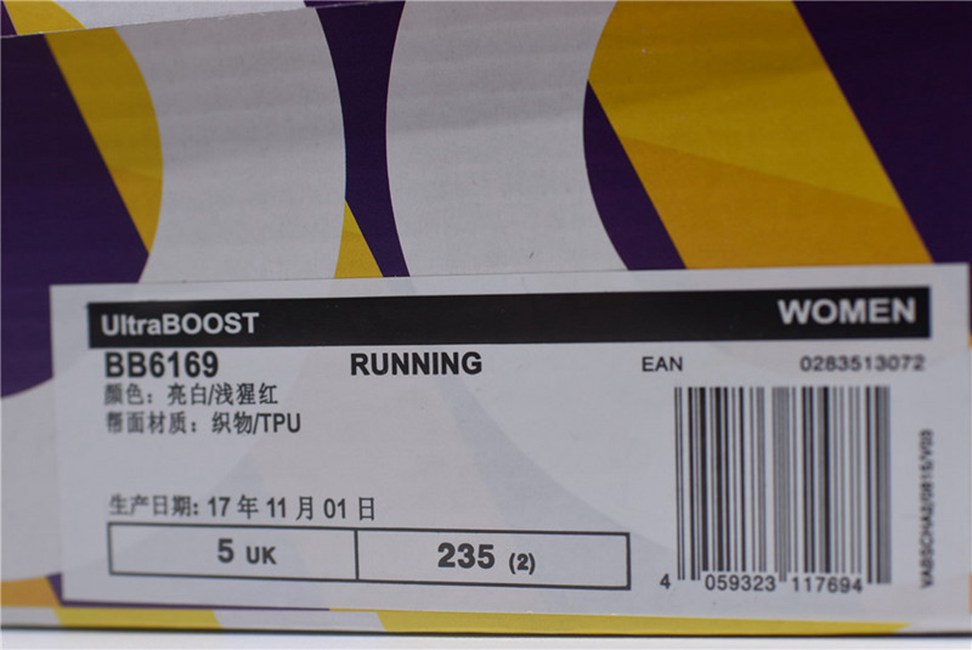 UltraBOOST WOMEN
BB6169 RUNNING EAN 0283513072
颜色：亮白/浅猩红
帮面材质：织物/TPU
生产日期: 17 年 11 月 01 日
5 UK 235 (2)
4 059323 117694